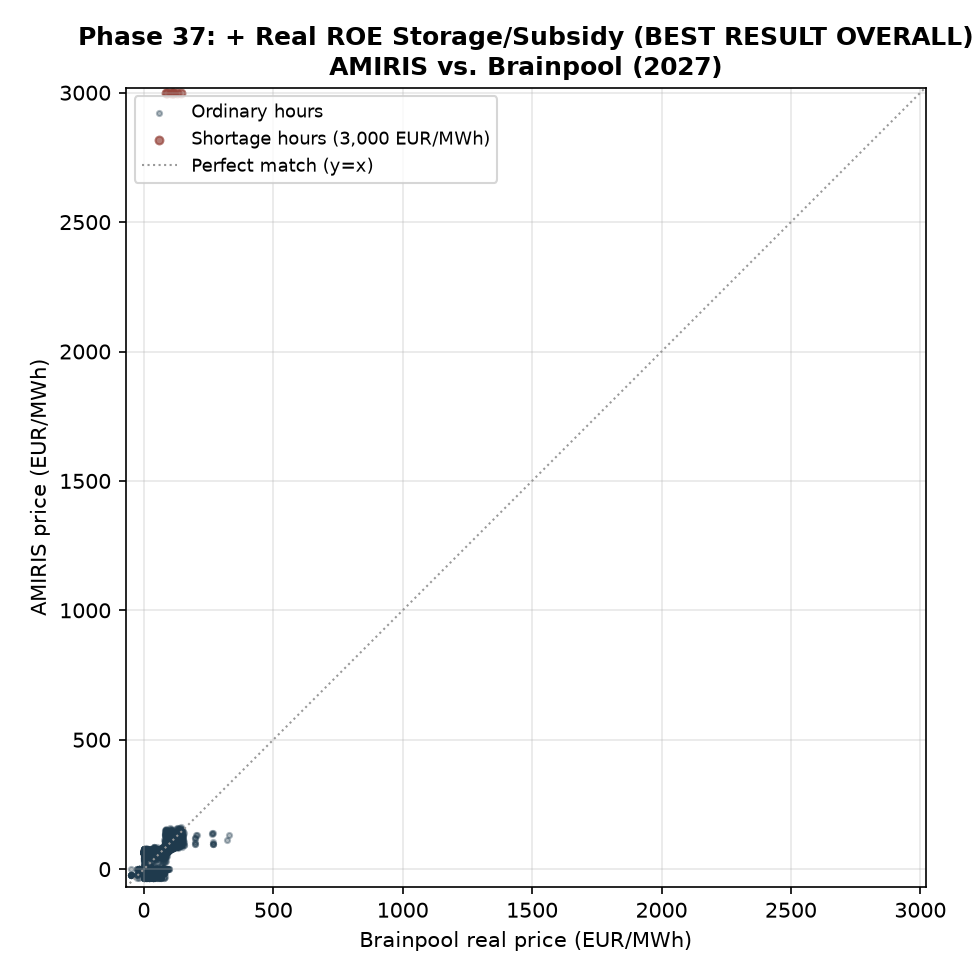 Phase 37: + Real ROE Storage/Subsidy (BEST RESULT OVERALL)
AMIRIS vs. Brainpool (2027)
Ordinary hours
Shortage hours (3,000 EUR/MWh)
Perfect match (y=x)
AMIRIS price (EUR/MWh)
3000
2500
2000
1500
1000
500
0
0
500
1000
1500
2000
2500
3000
Brainpool real price (EUR/MWh)